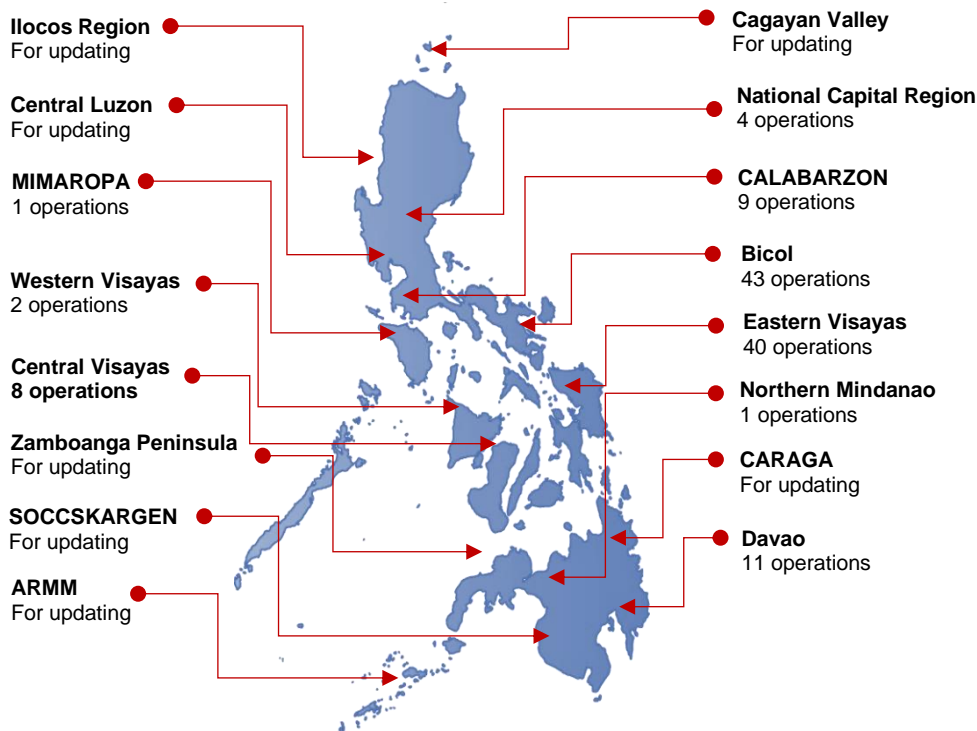 Ilocos Region
For updating
Central Luzon
For updating
MIMAROPA
1 operations
Western Visayas
2 operations
Central Visayas
8 operations
Zamboanga Peninsula
For updating
SOCCSKARGEN
For updating
ARMM
For updating
Cagayan Valley
For updating
National Capital Region
4 operations
CALABARZON
9 operations
Bicol
43 operations
Eastern Visayas
40 operations
Northern Mindanao
1 operations
CARAGA
For updating
Davao
11 operations